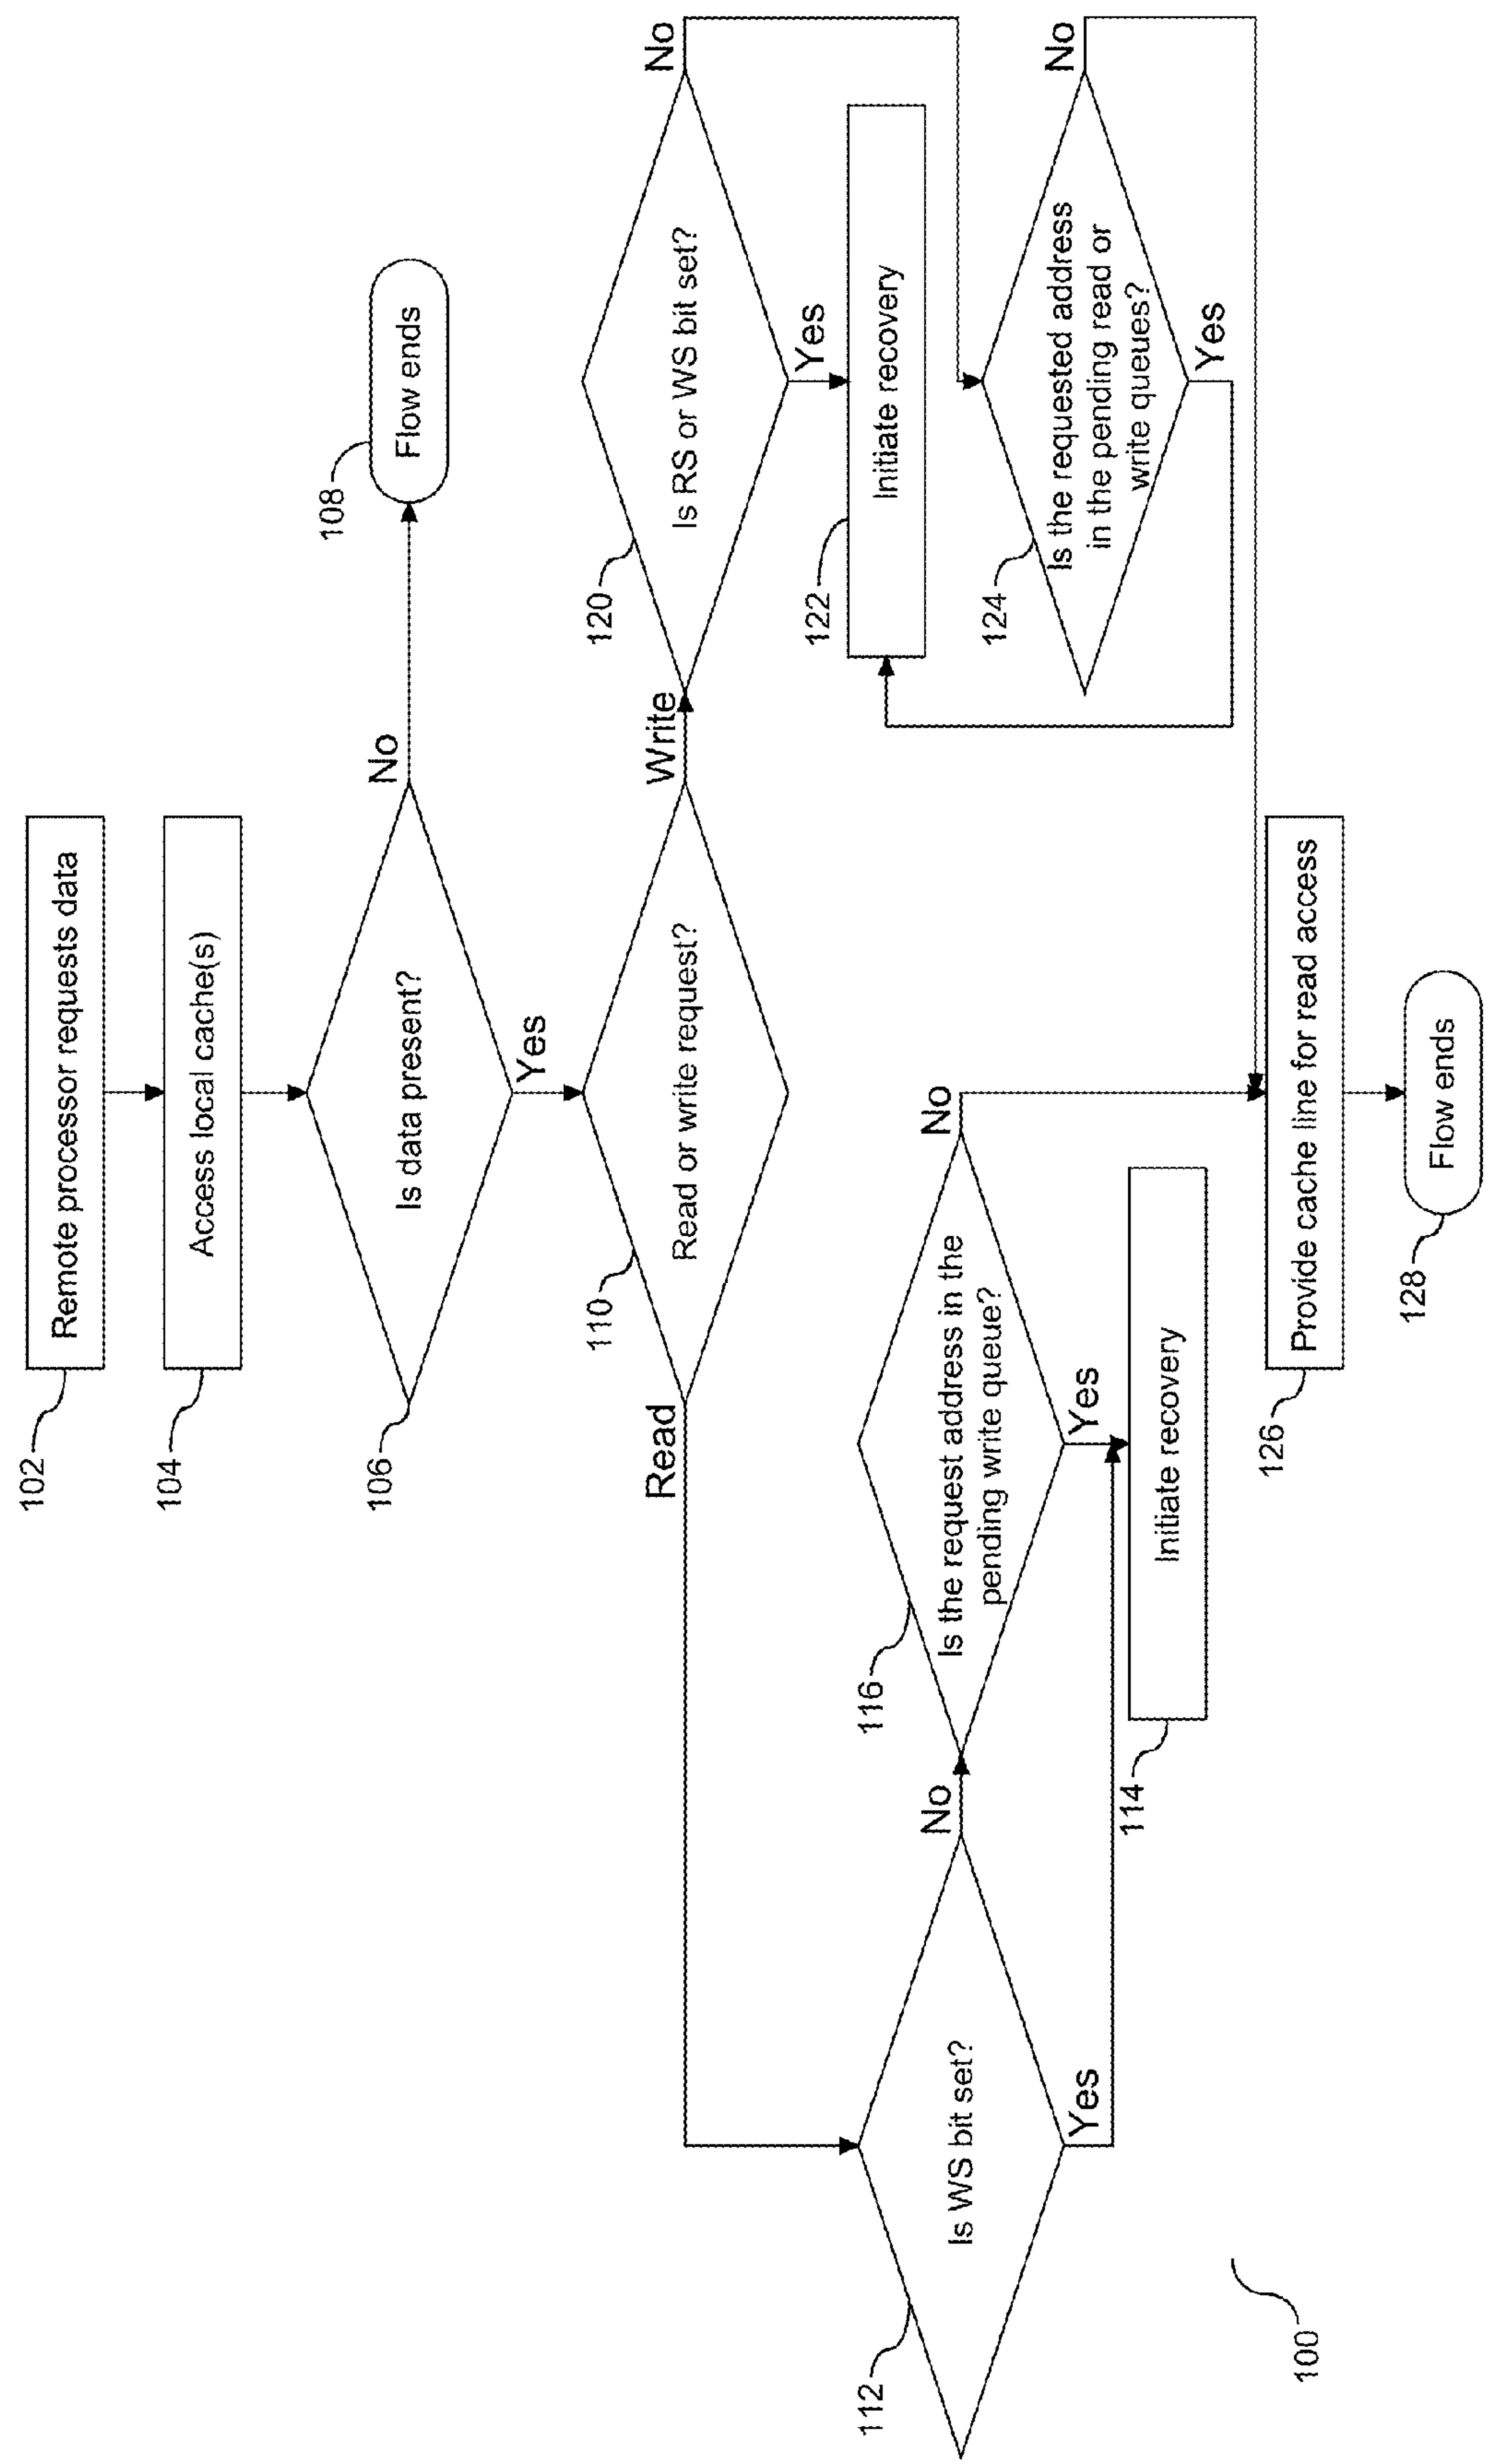 Remote processor requests data
102
Access local cache(s)
104
Is data present?
106
No
108
Flow ends
Yes
Read or write request?
110
Read
Write
Is RS or WS bit set?
120
No
Yes
Initiate recovery
122
Is the requested address
in the pending read or
write queues?
124
No
Yes
Is WS bit set?
112
No
Yes
Is the request address in the
pending write queue?
116
No
Yes
Initiate recovery
114
Provide cache line for read access
126
Flow ends
128
100